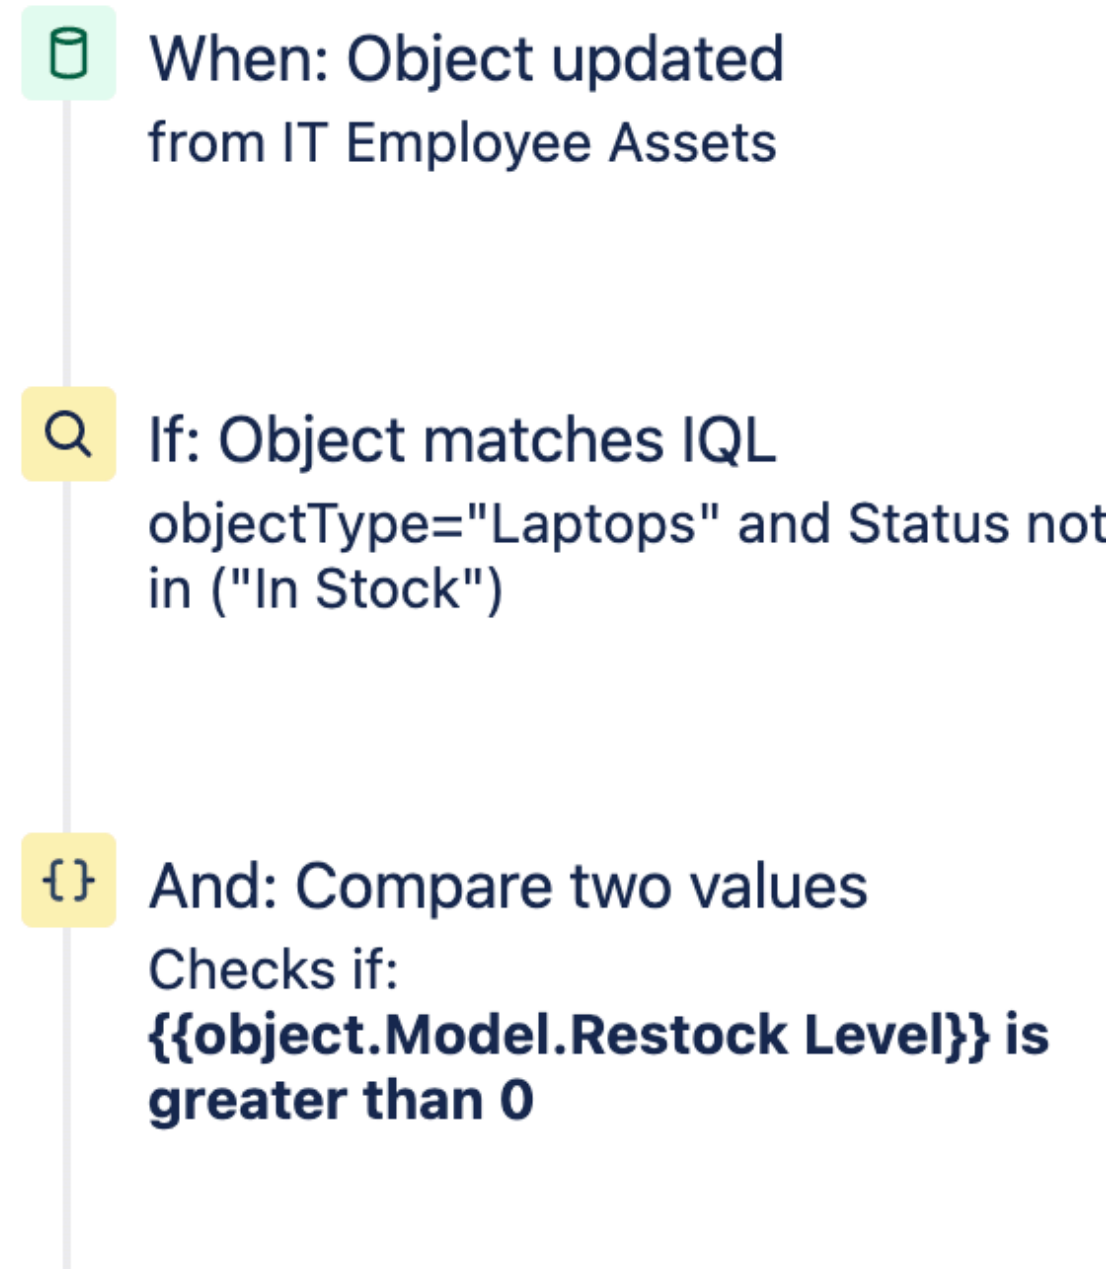 When: Object updated
from IT Employee Assets
If: Object matches IQL
objectType="Laptops" and Status not
in ("In Stock")
{}
And: Compare two values
Checks if:
{{object.Model.Restock Level}} is
greater than 0